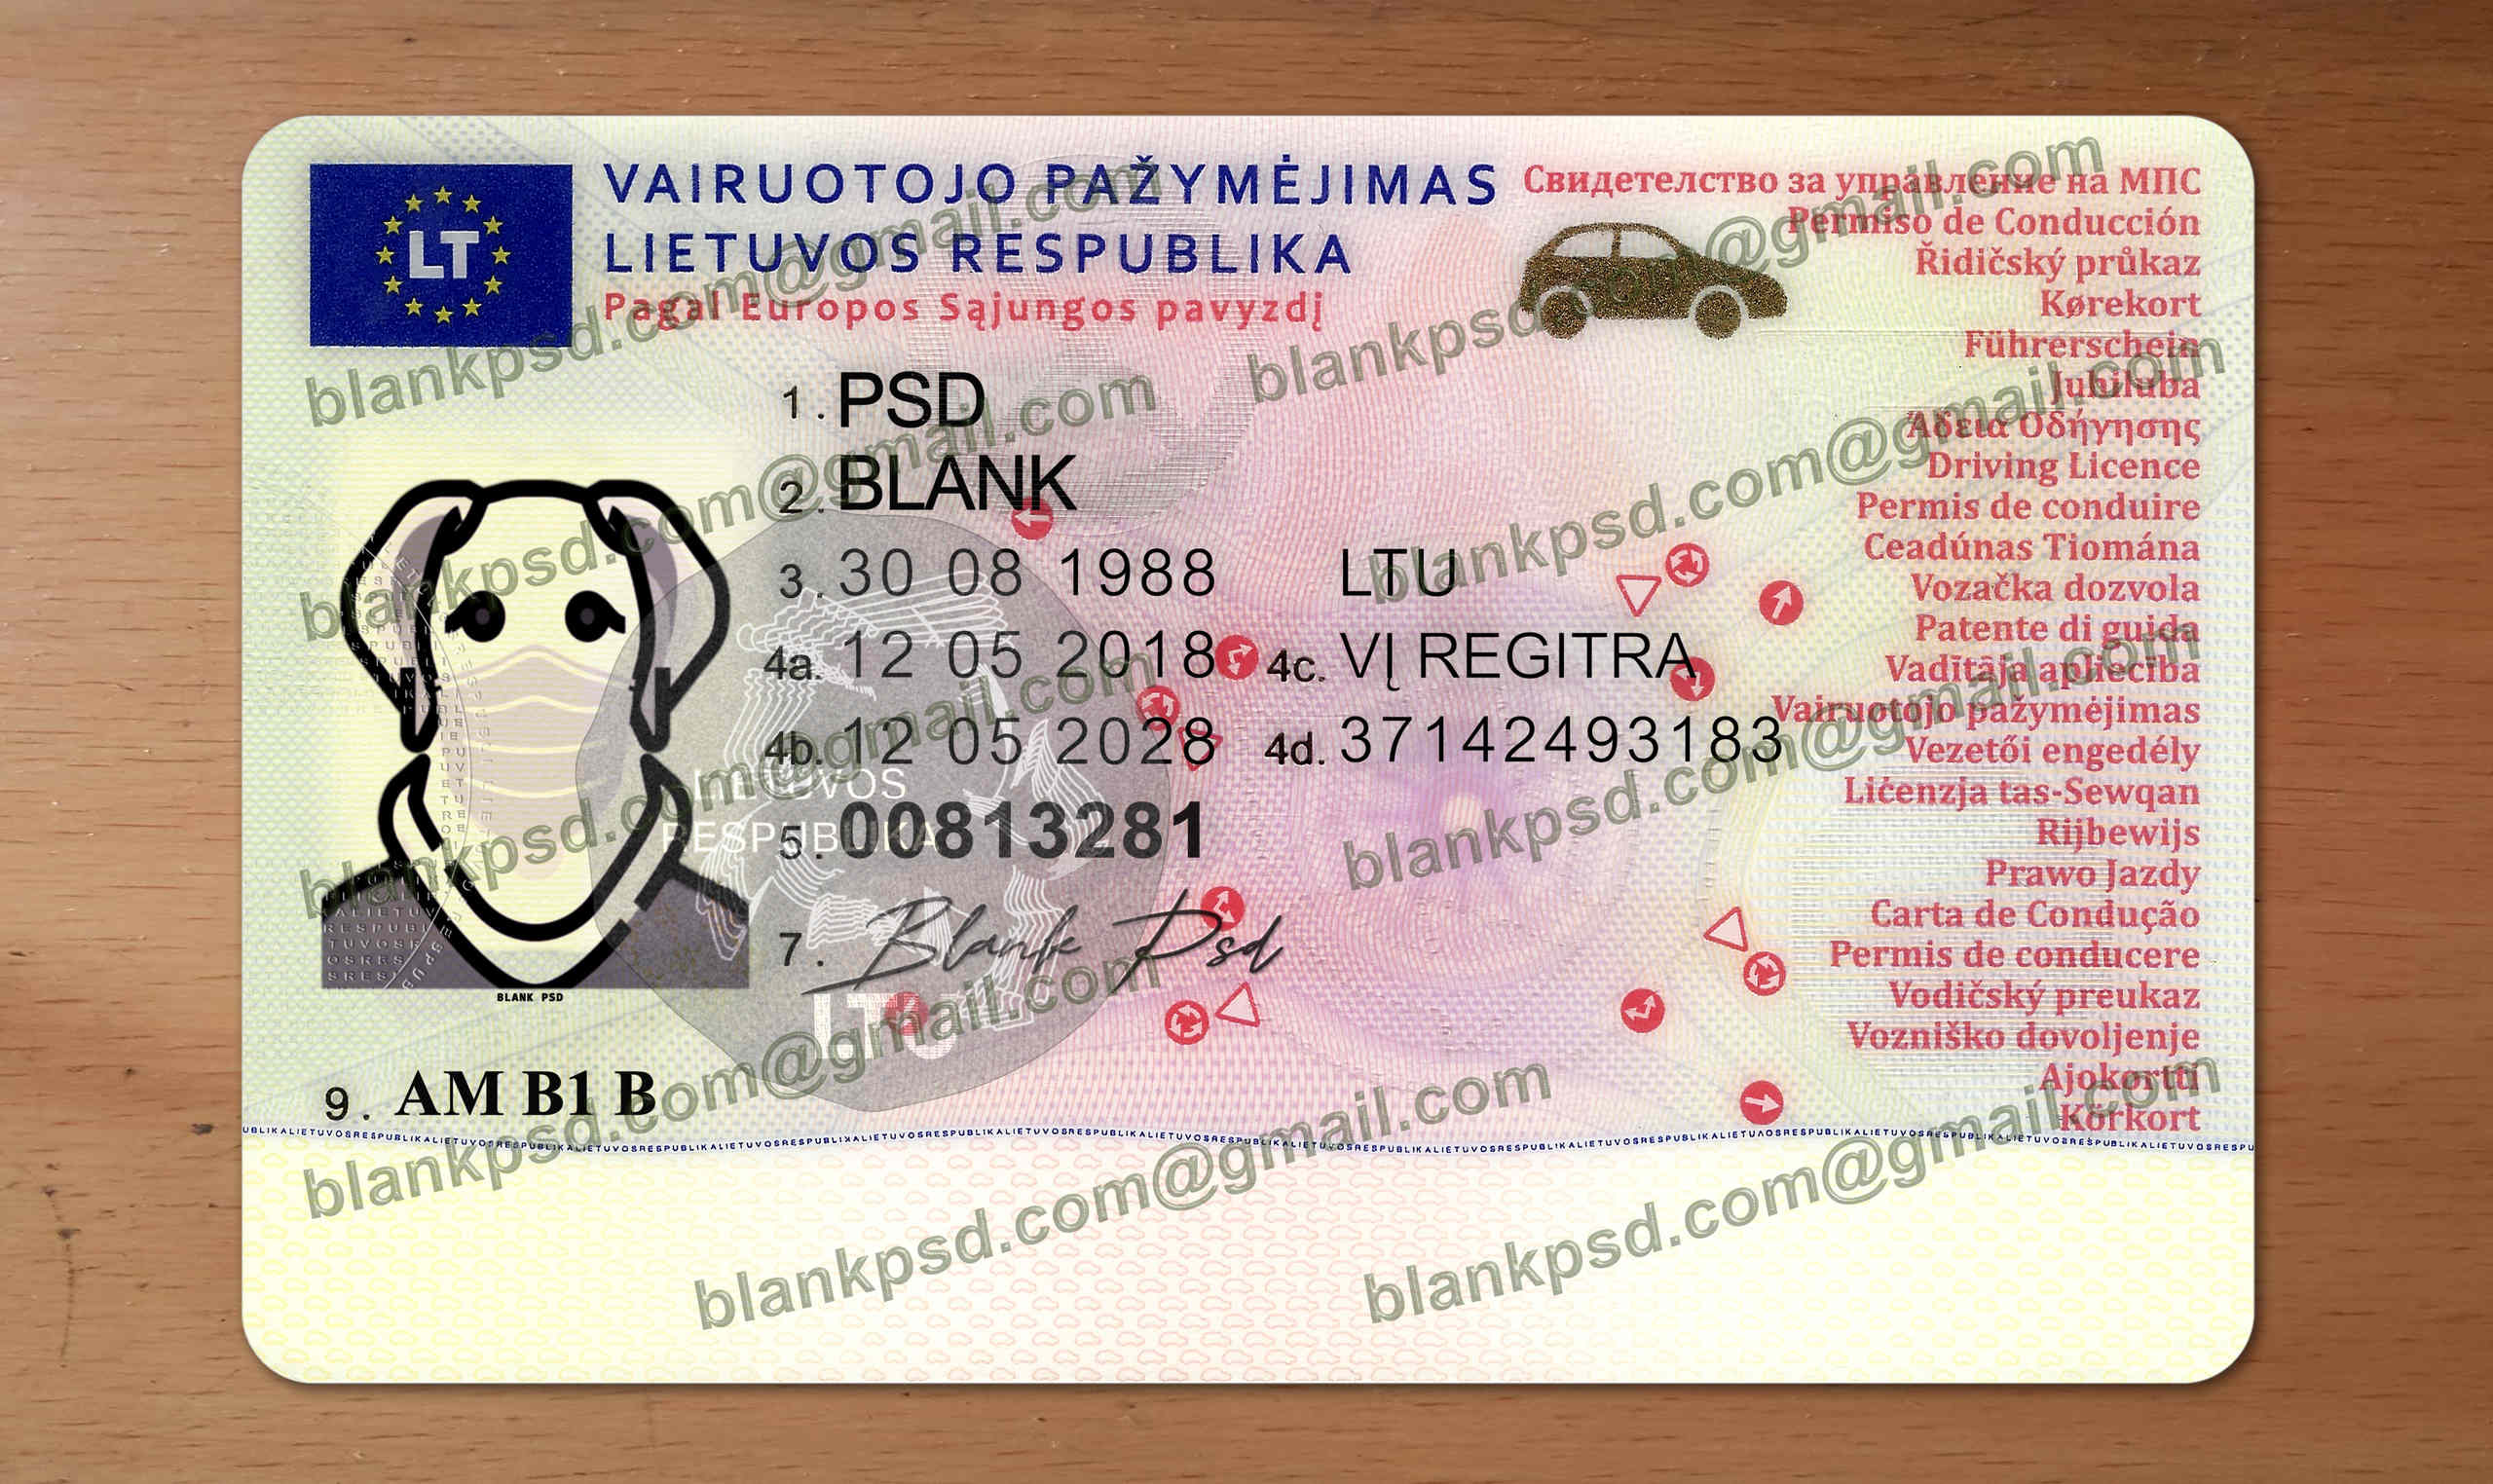 LT
VAIRUOTOJO PAŽYMĖJIMAS
LIETUVOS RESPUBLIKA
Pagal Europos Sąjungos pavyzdį
1. PSD
2. BLANK
3. 30 08 1988 LTU
4a. 12 05 2018 4c. VĮ REGITRA
4b. 12 05 2028 4d. 37142493183
5. 00813281
7. Blank Psd
BLANK PSD
9. AM B1 B
LIETUVOS
RESPUBLIKA
LTU
Свидетелство за управление на МПС
Permiso de Conducción
Řidičský průkaz
Kørekort
Führerschein
Juhiluba
Άδεια Οδήγησης
Driving Licence
Permis de conduire
Ceadúnas Tiomána
Vozačka dozvola
Patente di guida
Vadītāja apliecība
Vairuotojo pažymėjimas
Vezetői engedély
Liċenzja tas-Sewqan
Rijbewijs
Prawo Jazdy
Carta de Condução
Permis de conducere
Vodičský preukaz
Vozniško dovoljenje
Ajokortti
Körkort
UBLIKALIETUVOSRESPUBLIKALIETUVOSRESPUBLIKALIETUVOSRESPUBLIKALIETUVOSRESPUBLIKALIETUVOSRESPUBLIKALIETUVOSRESPUBLIKALIETUVOSRESPUBLIKALIETUVOSRESPUBLIKALIETUVOSRESPUBLIKALIETUVOSRESPU
blankpsd.com@gmail.com
blankpsd.com@gmail.com
blankpsd.com@gmail.com
blankpsd.com@gmail.com
blankpsd.com@gmail.com
blankpsd.com@gmail.com
blankpsd.com@gmail.com
blankpsd.com@gmail.com
blankpsd.com@gmail.com